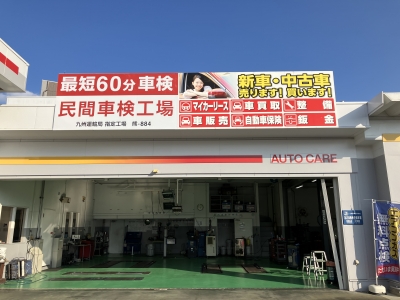 最短60分車検
民間車検工場
九州運輸局 指定工場 福-884
新車・中古車
売ります!買います!
マイカーリース 車買取 整備
車販売 自動車保険 鈑金
AUTO CARE